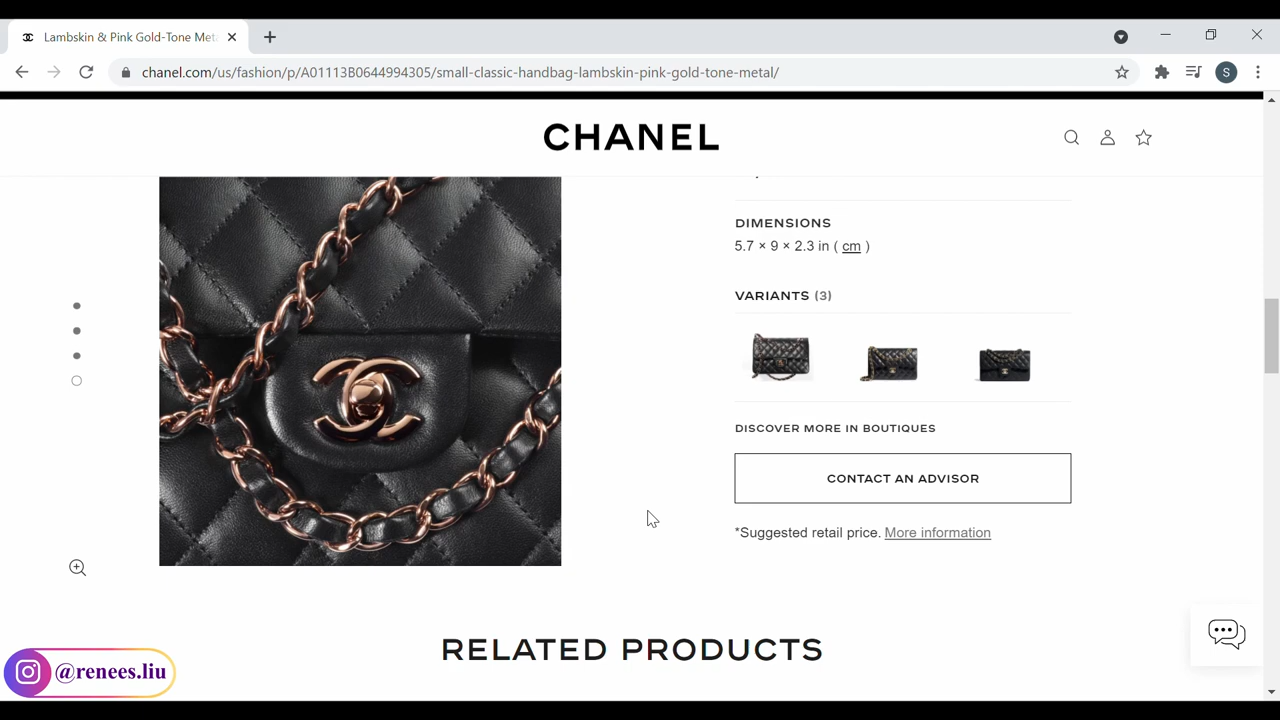 Lambskin & Pink Gold-Tone Meta
chanel.com/us/fashion/p/A01113B0644994305/small-classic-handbag-lambskin-pink-gold-tone-metal/
S
CHANEL
DIMENSIONS
5.7 × 9 × 2.3 in ( cm )
VARIANTS (3)
DISCOVER MORE IN BOUTIQUES
CONTACT AN ADVISOR
*Suggested retail price. More information
RELATED PRODUCTS
@renees.liu